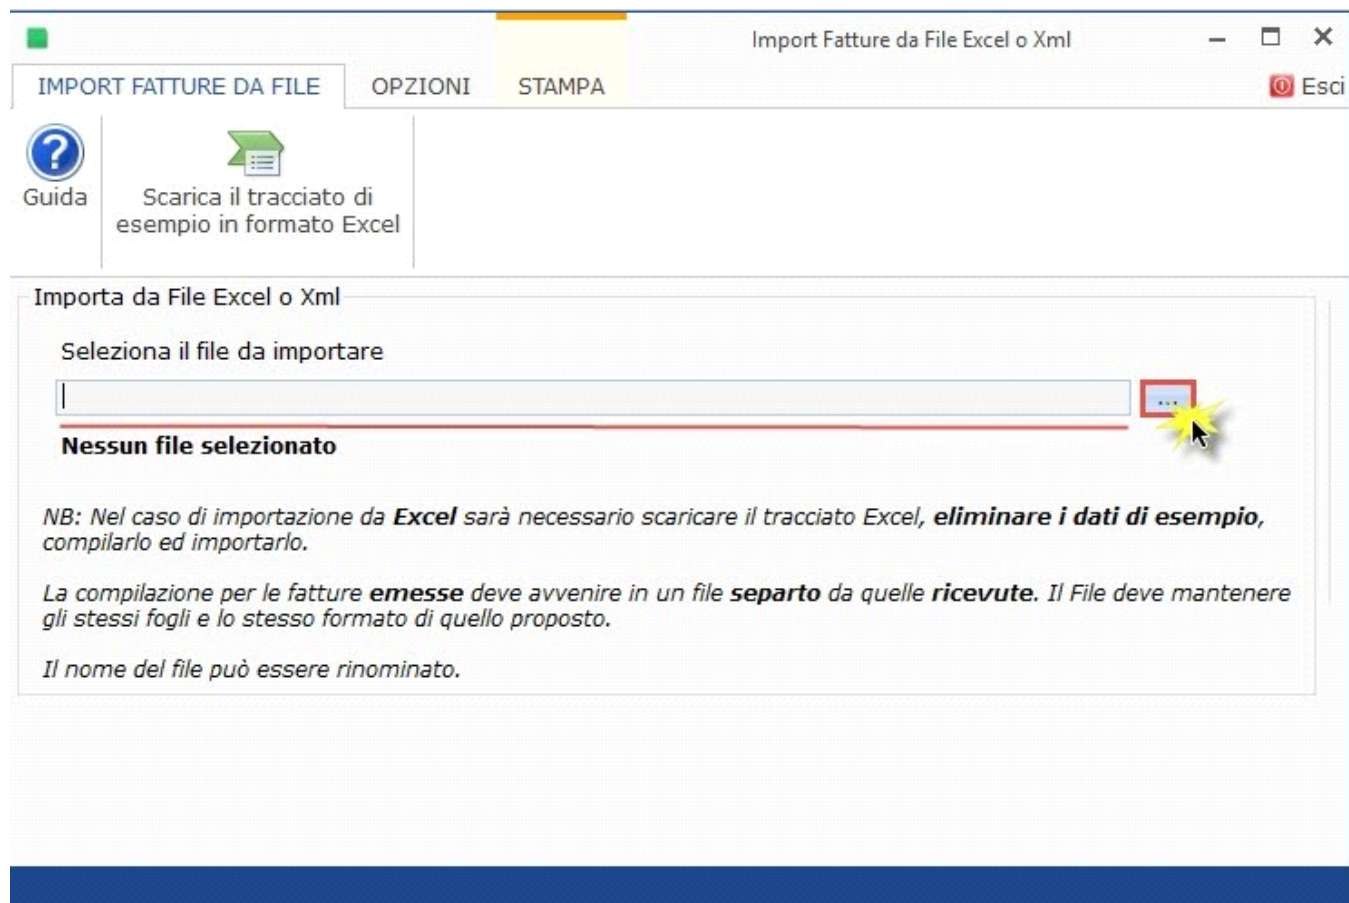 Import Fatture da File Excel o Xml
IMPORT FATTURE DA FILE OPZIONI STAMPA Esci
Guida
Scarica il tracciato di
esempio in formato Excel
Importa da File Excel o Xml
Seleziona il file da importare
...
Nessun file selezionato
NB: Nel caso di importazione da Excel sarà necessario scaricare il tracciato Excel, eliminare i dati di esempio,
compilarlo ed importarlo.
La compilazione per le fatture emesse deve avvenire in un file separto da quelle ricevute. Il File deve mantenere
gli stessi fogli e lo stesso formato di quello proposto.
Il nome del file può essere rinominato.